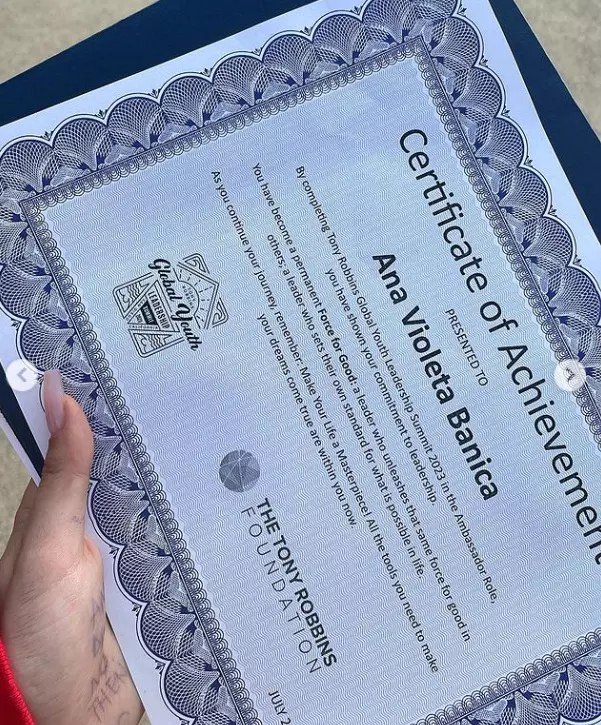 Certificate of Achievement
PRESENTED TO
Ana Violeta Banica
By completing Tony Robbins Global Youth Leadership Summit 2023 in the Ambassador Role,
you have shown your commitment to leadership.
You have become a permanent Force for Good: a leader who unleashes that same force for good in
others; a leader who sets their own standard for what is possible in life.
As you continue your journey, remember: Make Your Life a Masterpiece! All the tools you need to make
your dreams come true are within you now.
Global Youth
LEADERSHIP
THE TONY ROBBINS
FOUNDATION
JULY 2